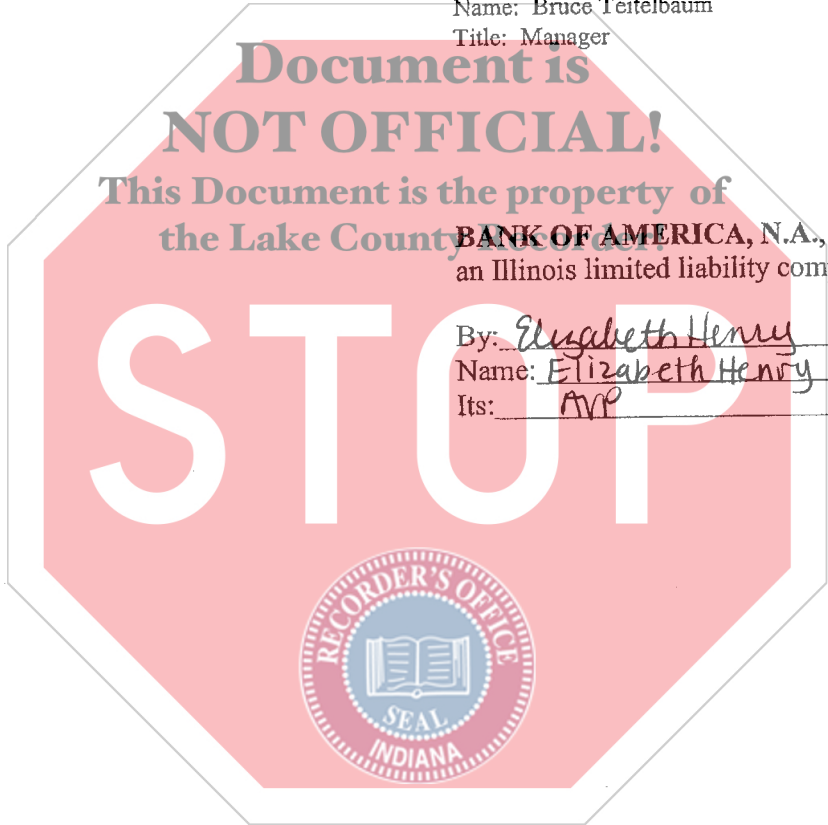 Name: Bruce Teitelbaum
Title: Manager
Document is
NOT OFFICIAL!
This Document is the property of
the Lake County Recorder!
BANK OF AMERICA, N.A.,
an Illinois limited liability com
By: Elizabeth Henry
Name: Elizabeth Henry
Its: AVP
STOP
RECORDER'S OFFICE
SEAL
INDIANA